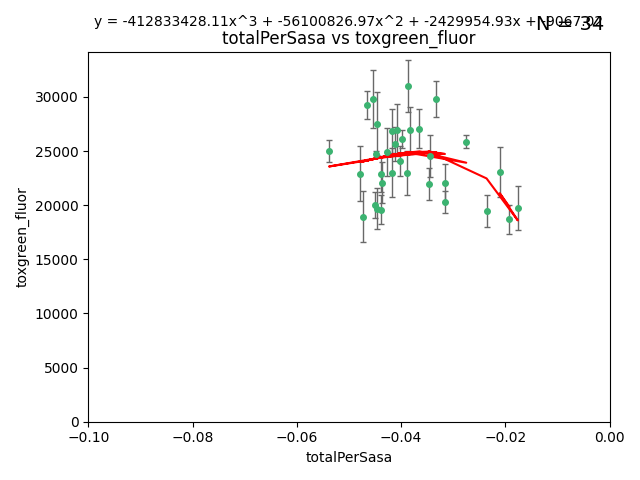 y = -412833428.11x^3 + -56100826.97x^2 + -2429954.93x +
N = 34
totalPerSasa vs toxgreen_fluor
toxgreen_fluor
30000
25000
20000
15000
10000
5000
0
−0.10
−0.08
−0.06
−0.04
−0.02
0.00
totalPerSasa